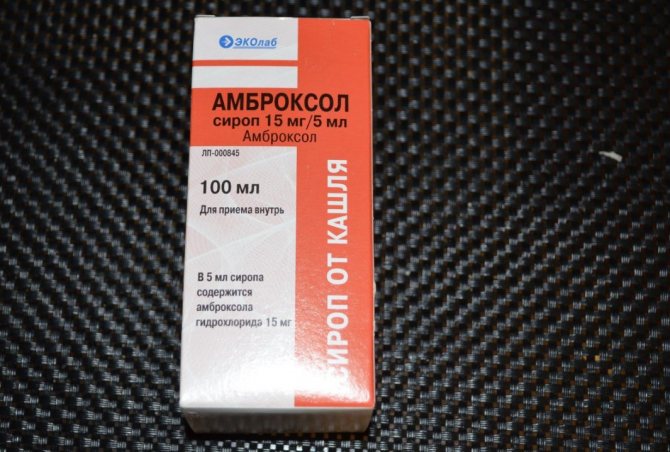 ЭКОлаб
АМБРОКСОЛ
сироп 15 мг/5 мл
Амброксол
ЛП-000845
100 мл
Для приема внутрь
В 5 мл сиропа
содержится
амброксола
гидрохлорида 15 мг
СИРОП ОТ КАШЛЯ